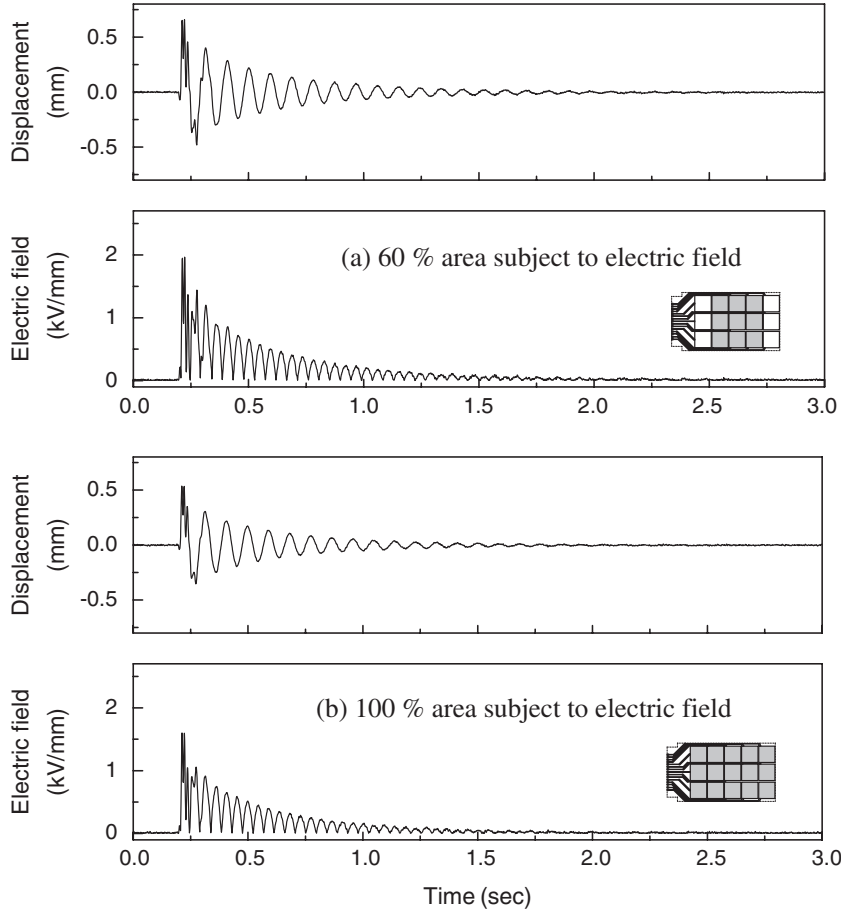 Displacement
(mm)
0.5
0.0
-0.5
Electric field
(kV/mm)
2
1
0
(a) 60 % area subject to electric field
0.0 0.5 1.0 1.5 2.0 2.5 3.0
Displacement
(mm)
0.5
0.0
-0.5
Electric field
(kV/mm)
2
1
0
(b) 100 % area subject to electric field
0.0 0.5 1.0 1.5 2.0 2.5 3.0
Time (sec)